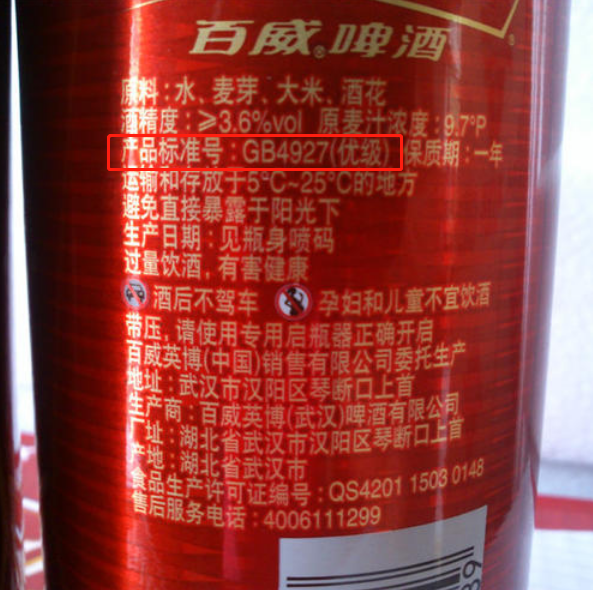 百威®啤酒
原料：水、麦芽、大米、酒花
酒精度：≥3.6%vol 原麦汁浓度：9.7°P
产品标准号：GB4927(优级) 保质期：一年
运输和存放于5°C~25°C的地方
避免直接暴露于阳光下
生产日期：见瓶身喷码
过量饮酒，有害健康
酒后不驾车 孕妇和儿童不宜饮酒
带压，请使用专用启瓶器正确开启
百威英博(中国)销售有限公司委托生产
地址：武汉市汉阳区琴断口上首
生产商：百威英博(武汉)啤酒有限公司
厂址：湖北省武汉市汉阳区琴断口上首
产地：湖北省武汉市
食品生产许可证编号：QS4201 1503 0148
售后服务电话：4006111299